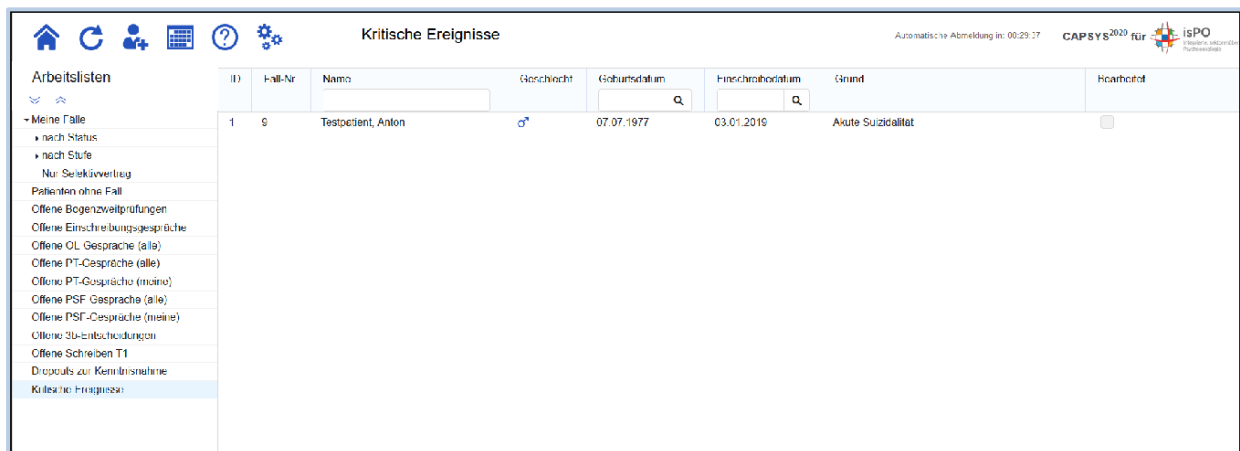 Kritische Ereignisse
Automatische Abmeldung in: 00:29:37
CAPSYS2020 für isPO
Arbeitslisten
ID Fall-Nr Name Geschlecht Geburtsdatum Einschreibedatum Grund Bearbeitet
Meine Fälle
1 9 Testpatient, Anton ♂ 07.07.1977 03.01.2019 Akute Suizidalität
nach Status
nach Stufe
Nur Selektivvertrag
Patienten ohne Fall
Offene Bogenzweitprüfungen
Offene Einschreibungsgespräche
Offene OL Gespräche (alle)
Offene PT-Gespräche (alle)
Offene PT-Gespräche (meine)
Offene PSF Gespräche (alle)
Offene PSF-Gespräche (meine)
Offene 3b-Entscheidungen
Offene Schreiben T1
Dropouts zur Kenntnisnahme
Kritische Ereignisse